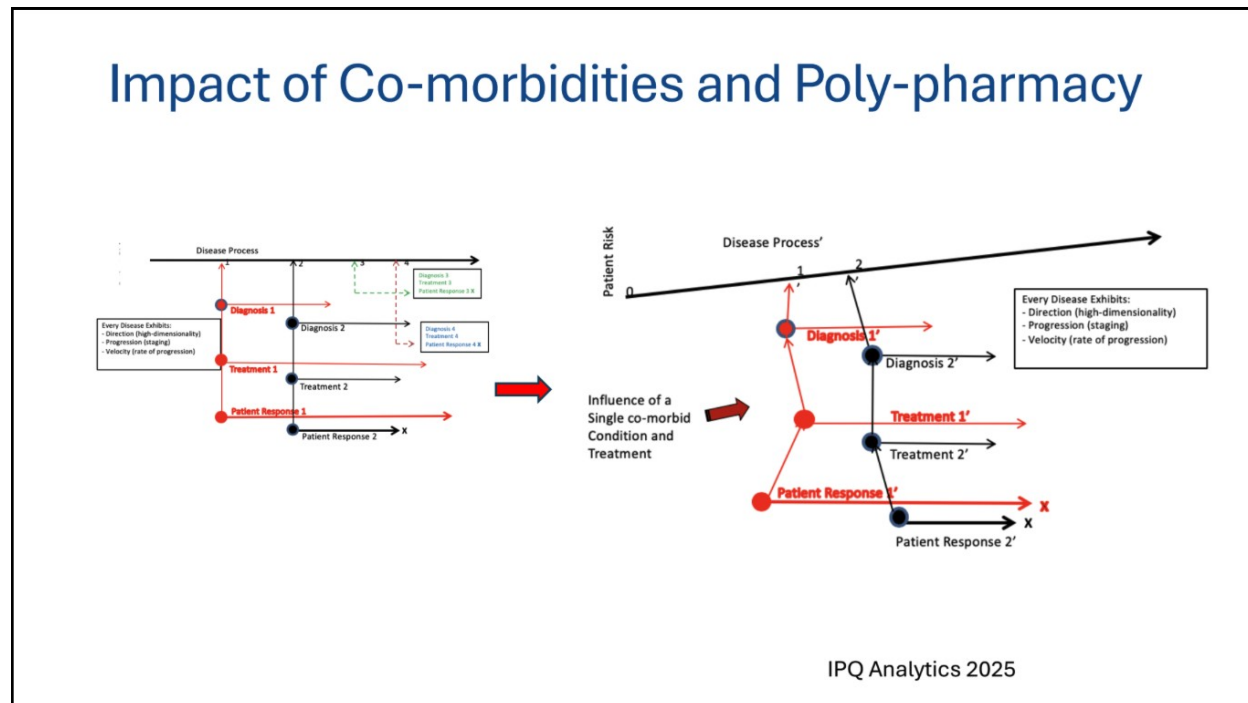 Impact of Co-morbidities and Poly-pharmacy
Disease Process
1
2
3
4
Diagnosis 3
Treatment 3
Patient Response 3 X
Diagnosis 1
Diagnosis 2
Every Disease Exhibits:
- Direction (high-dimensionality)
- Progression (staging)
- Velocity (rate of progression)
Diagnosis 4
Treatment 4
Patient Response 4 X
Treatment 1
Treatment 2
Patient Response 1
Patient Response 2
X
Patient Risk
0
Disease Process’
1’
2’
Every Disease Exhibits:
- Direction (high-dimensionality)
- Progression (staging)
- Velocity (rate of progression)
Diagnosis 1’
Diagnosis 2’
Influence of a
Single co-morbid
Condition and
Treatment
Treatment 1’
Treatment 2’
Patient Response 1’
X
X
Patient Response 2’
IPQ Analytics 2025